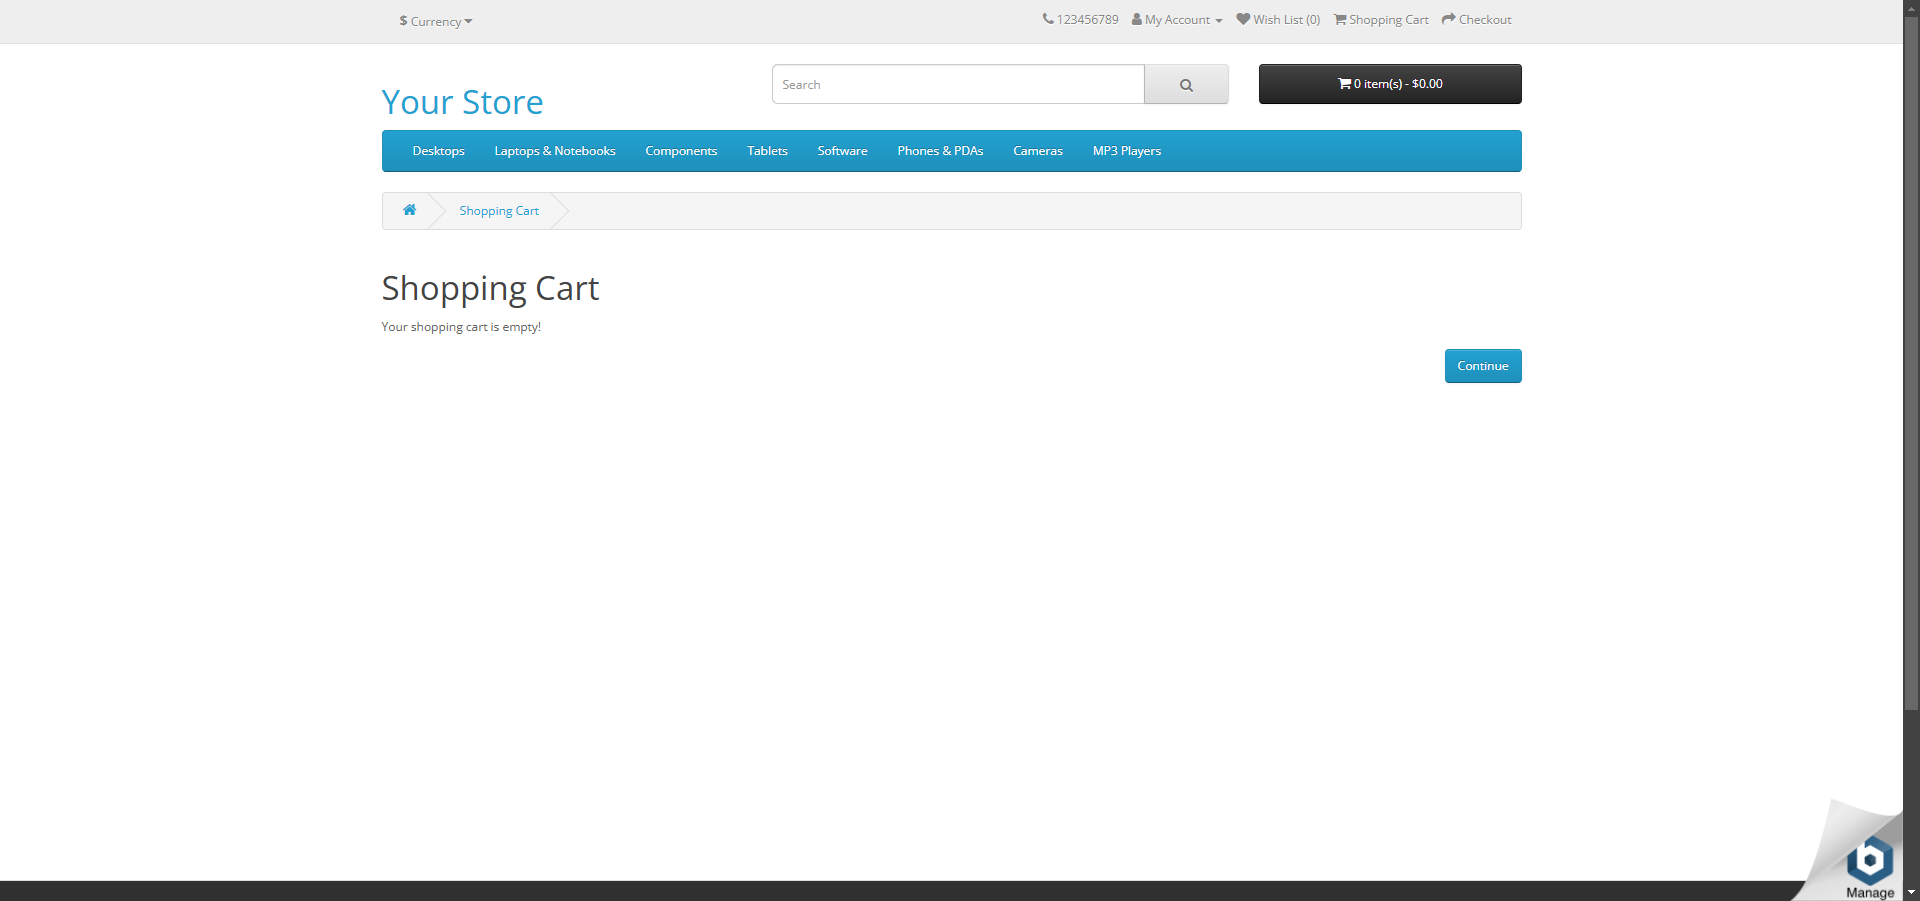 $ Currency
123456789 My Account Wish List (0) Shopping Cart Checkout
Your Store
Search
0 item(s) - $0.00
Desktops Laptops & Notebooks Components Tablets Software Phones & PDAs Cameras MP3 Players
Shopping Cart
Shopping Cart
Your shopping cart is empty!
Continue
b
Manage